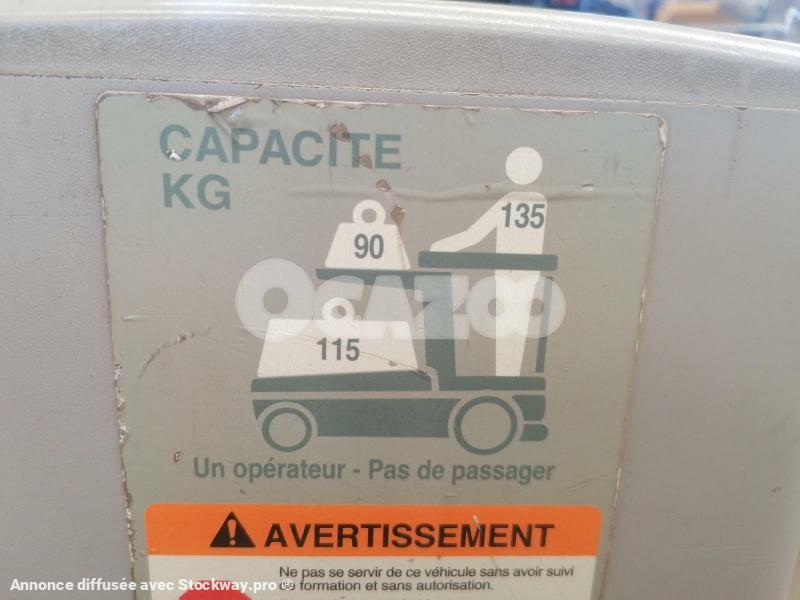 CAPACITE
KG
135
90
OCAZOO
115
Un opérateur - Pas de passager
AVERTISSEMENT
Ne pas se servir de ce véhicule sans avoir suivi
de formation et sans autorisation.
Annonce diffusée avec Stockway.pro ®